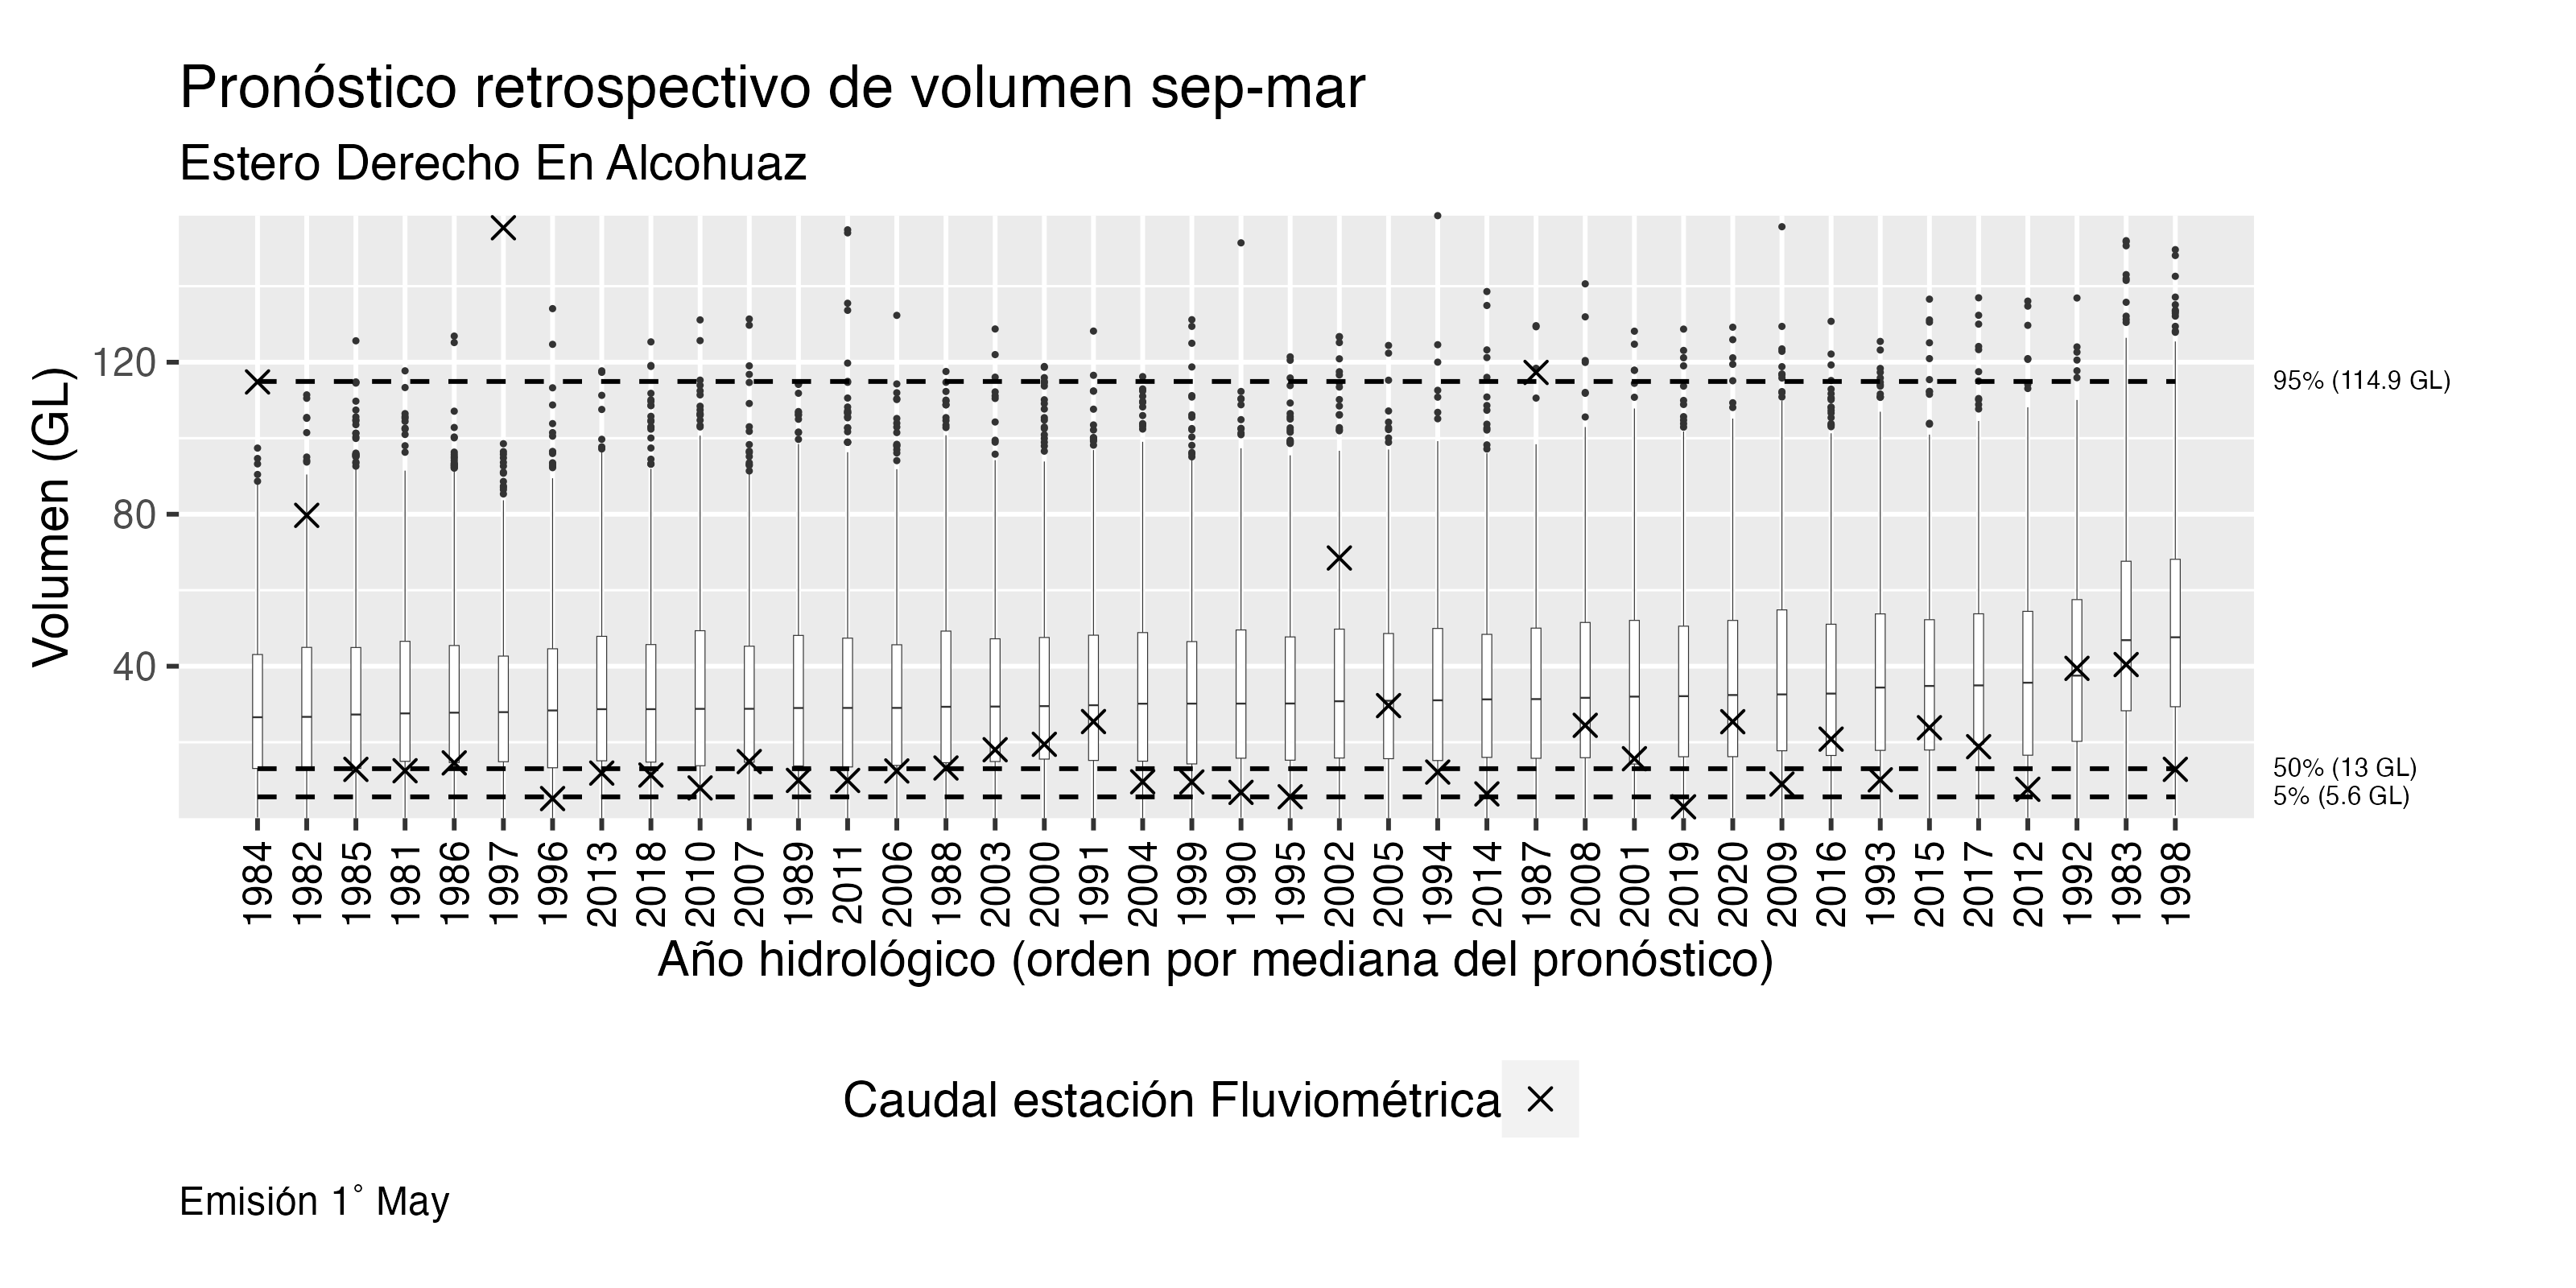 Pronóstico retrospectivo de volumen sep-mar
Estero Derecho En Alcohuaz
Volumen (GL)
120
80
40
95% (114.9 GL)
50% (13 GL)
5% (5.6 GL)
1984 1982 1985 1981 1986 1997 1996 2013 2018 2010 2007 1989 2011 2006 1988 2003 2000 1991 2004 1999 1990 1995 2002 2005 1994 2014 1987 2008 2001 2019 2020 2009 2016 1993 2015 2017 2012 1992 1983 1998
Año hidrológico (orden por mediana del pronóstico)
Caudal estación Fluviométrica
Emisión 1° May